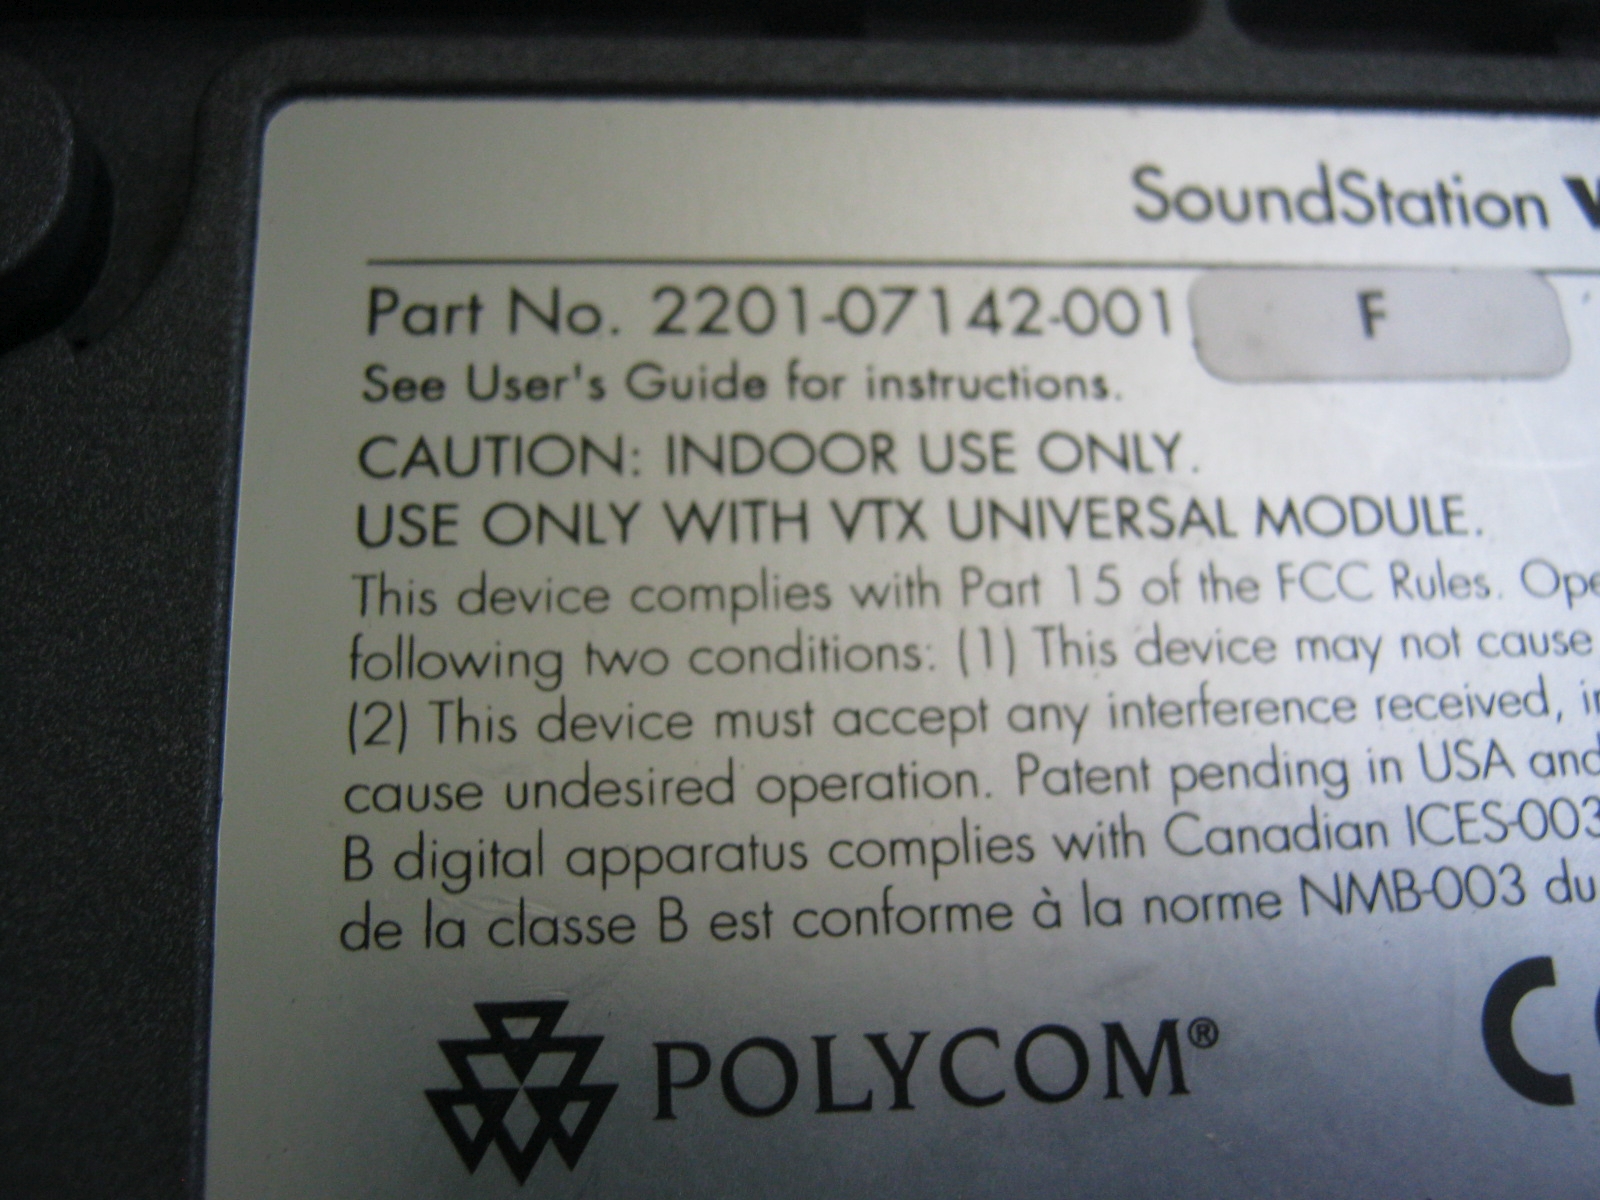 SoundStation V
Part No. 2201-07142-001 F
See User's Guide for instructions.
CAUTION: INDOOR USE ONLY.
USE ONLY WITH VTX UNIVERSAL MODULE.
This device complies with Part 15 of the FCC Rules. Ope
following two conditions: (1) This device may not cause
(2) This device must accept any interference received, in
cause undesired operation. Patent pending in USA and
B digital apparatus complies with Canadian ICES-003
de la classe B est conforme à la norme NMB-003 du
POLYCOM®
CE